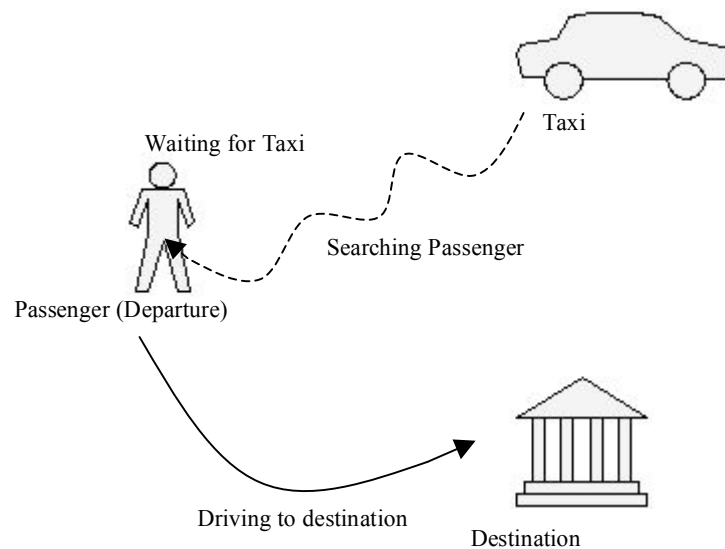 Taxi
Waiting for Taxi
Searching Passenger
Passenger (Departure)
Driving to destination
Destination